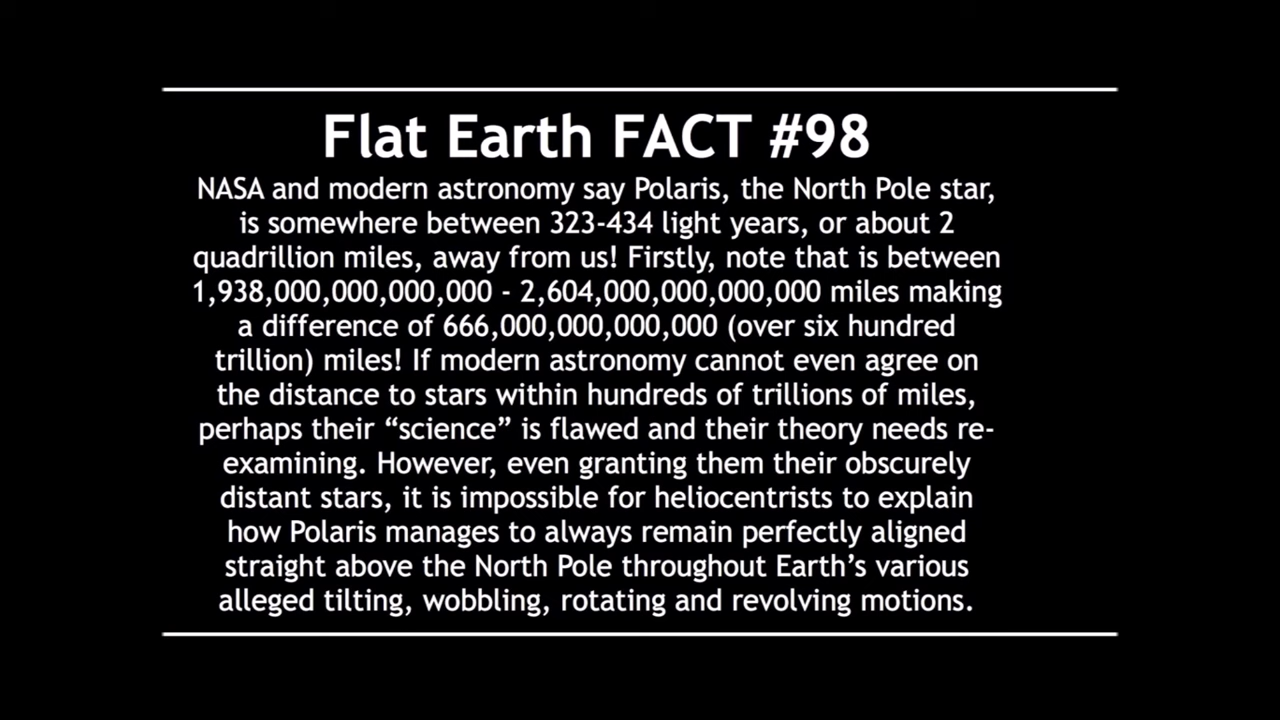 Flat Earth FACT #98
NASA and modern astronomy say Polaris, the North Pole star,
is somewhere between 323-434 light years, or about 2
quadrillion miles, away from us! Firstly, note that is between
1,938,000,000,000,000 - 2,604,000,000,000,000 miles making
a difference of 666,000,000,000,000 (over six hundred
trillion) miles! If modern astronomy cannot even agree on
the distance to stars within hundreds of trillions of miles,
perhaps their “science” is flawed and their theory needs re-
examining. However, even granting them their obscurely
distant stars, it is impossible for heliocentrists to explain
how Polaris manages to always remain perfectly aligned
straight above the North Pole throughout Earth’s various
alleged tilting, wobbling, rotating and revolving motions.